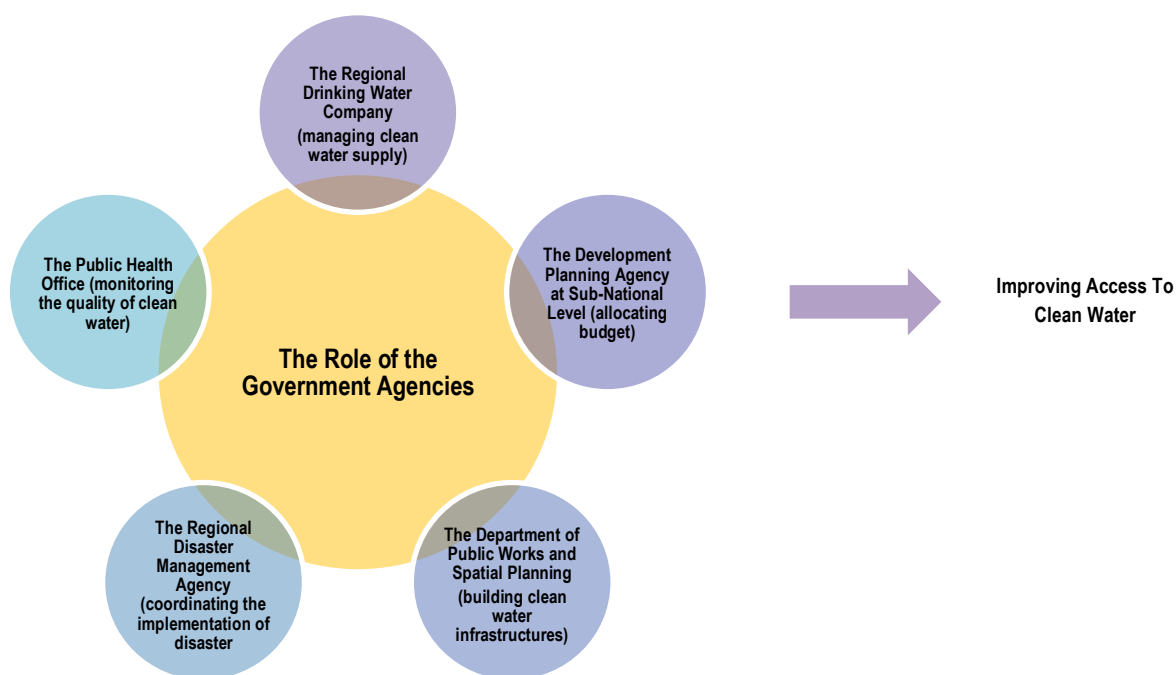 The Regional
Drinking Water
Company
(managing clean
water supply)
The Public Health
Office (monitoring
the quality of clean
water)
The Development
Planning Agency
at Sub-National
Level (allocating
budget)
Improving Access To
Clean Water
The Role of the
Government Agencies
The Regional
Disaster
Management
Agency
(coordinating the
implementation of
disaster
The Department of
Public Works and
Spatial Planning
(building clean
water
infrastructures)